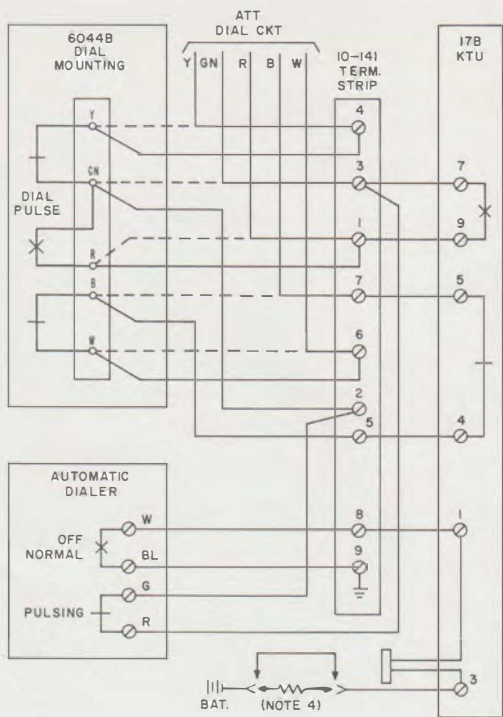 ATT
DIAL CKT
Y GN R B W
6044B
DIAL
MOUNTING
10-141
TERM.
STRIP
17B
KTU
Y
GN
R
B
W
DIAL
PULSE
4
3
1
7
6
2
5
8
9
7
9
5
4
1
3
AUTOMATIC
DIALER
OFF
NORMAL
W
BL
G
PULSING
R
BAT.
(NOTE 4)